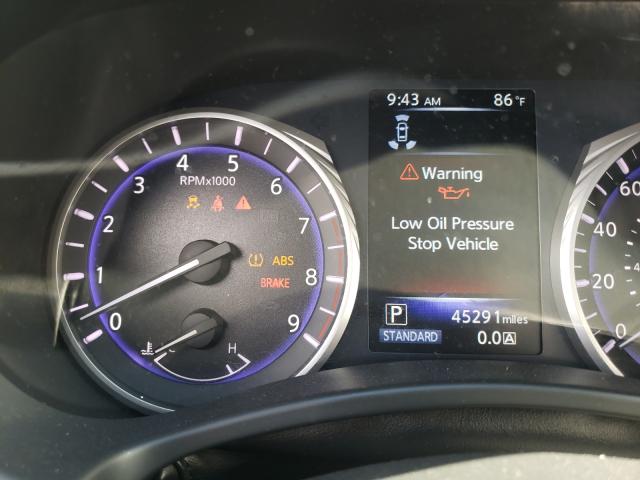 9:43 AM 86 °F
Warning
Low Oil Pressure
Stop Vehicle
P 45291 miles
STANDARD 0.0 A
RPMx1000
0 1 2 3 4 5 6 7 8 9
ABS
BRAKE
C H
60
40
20
0